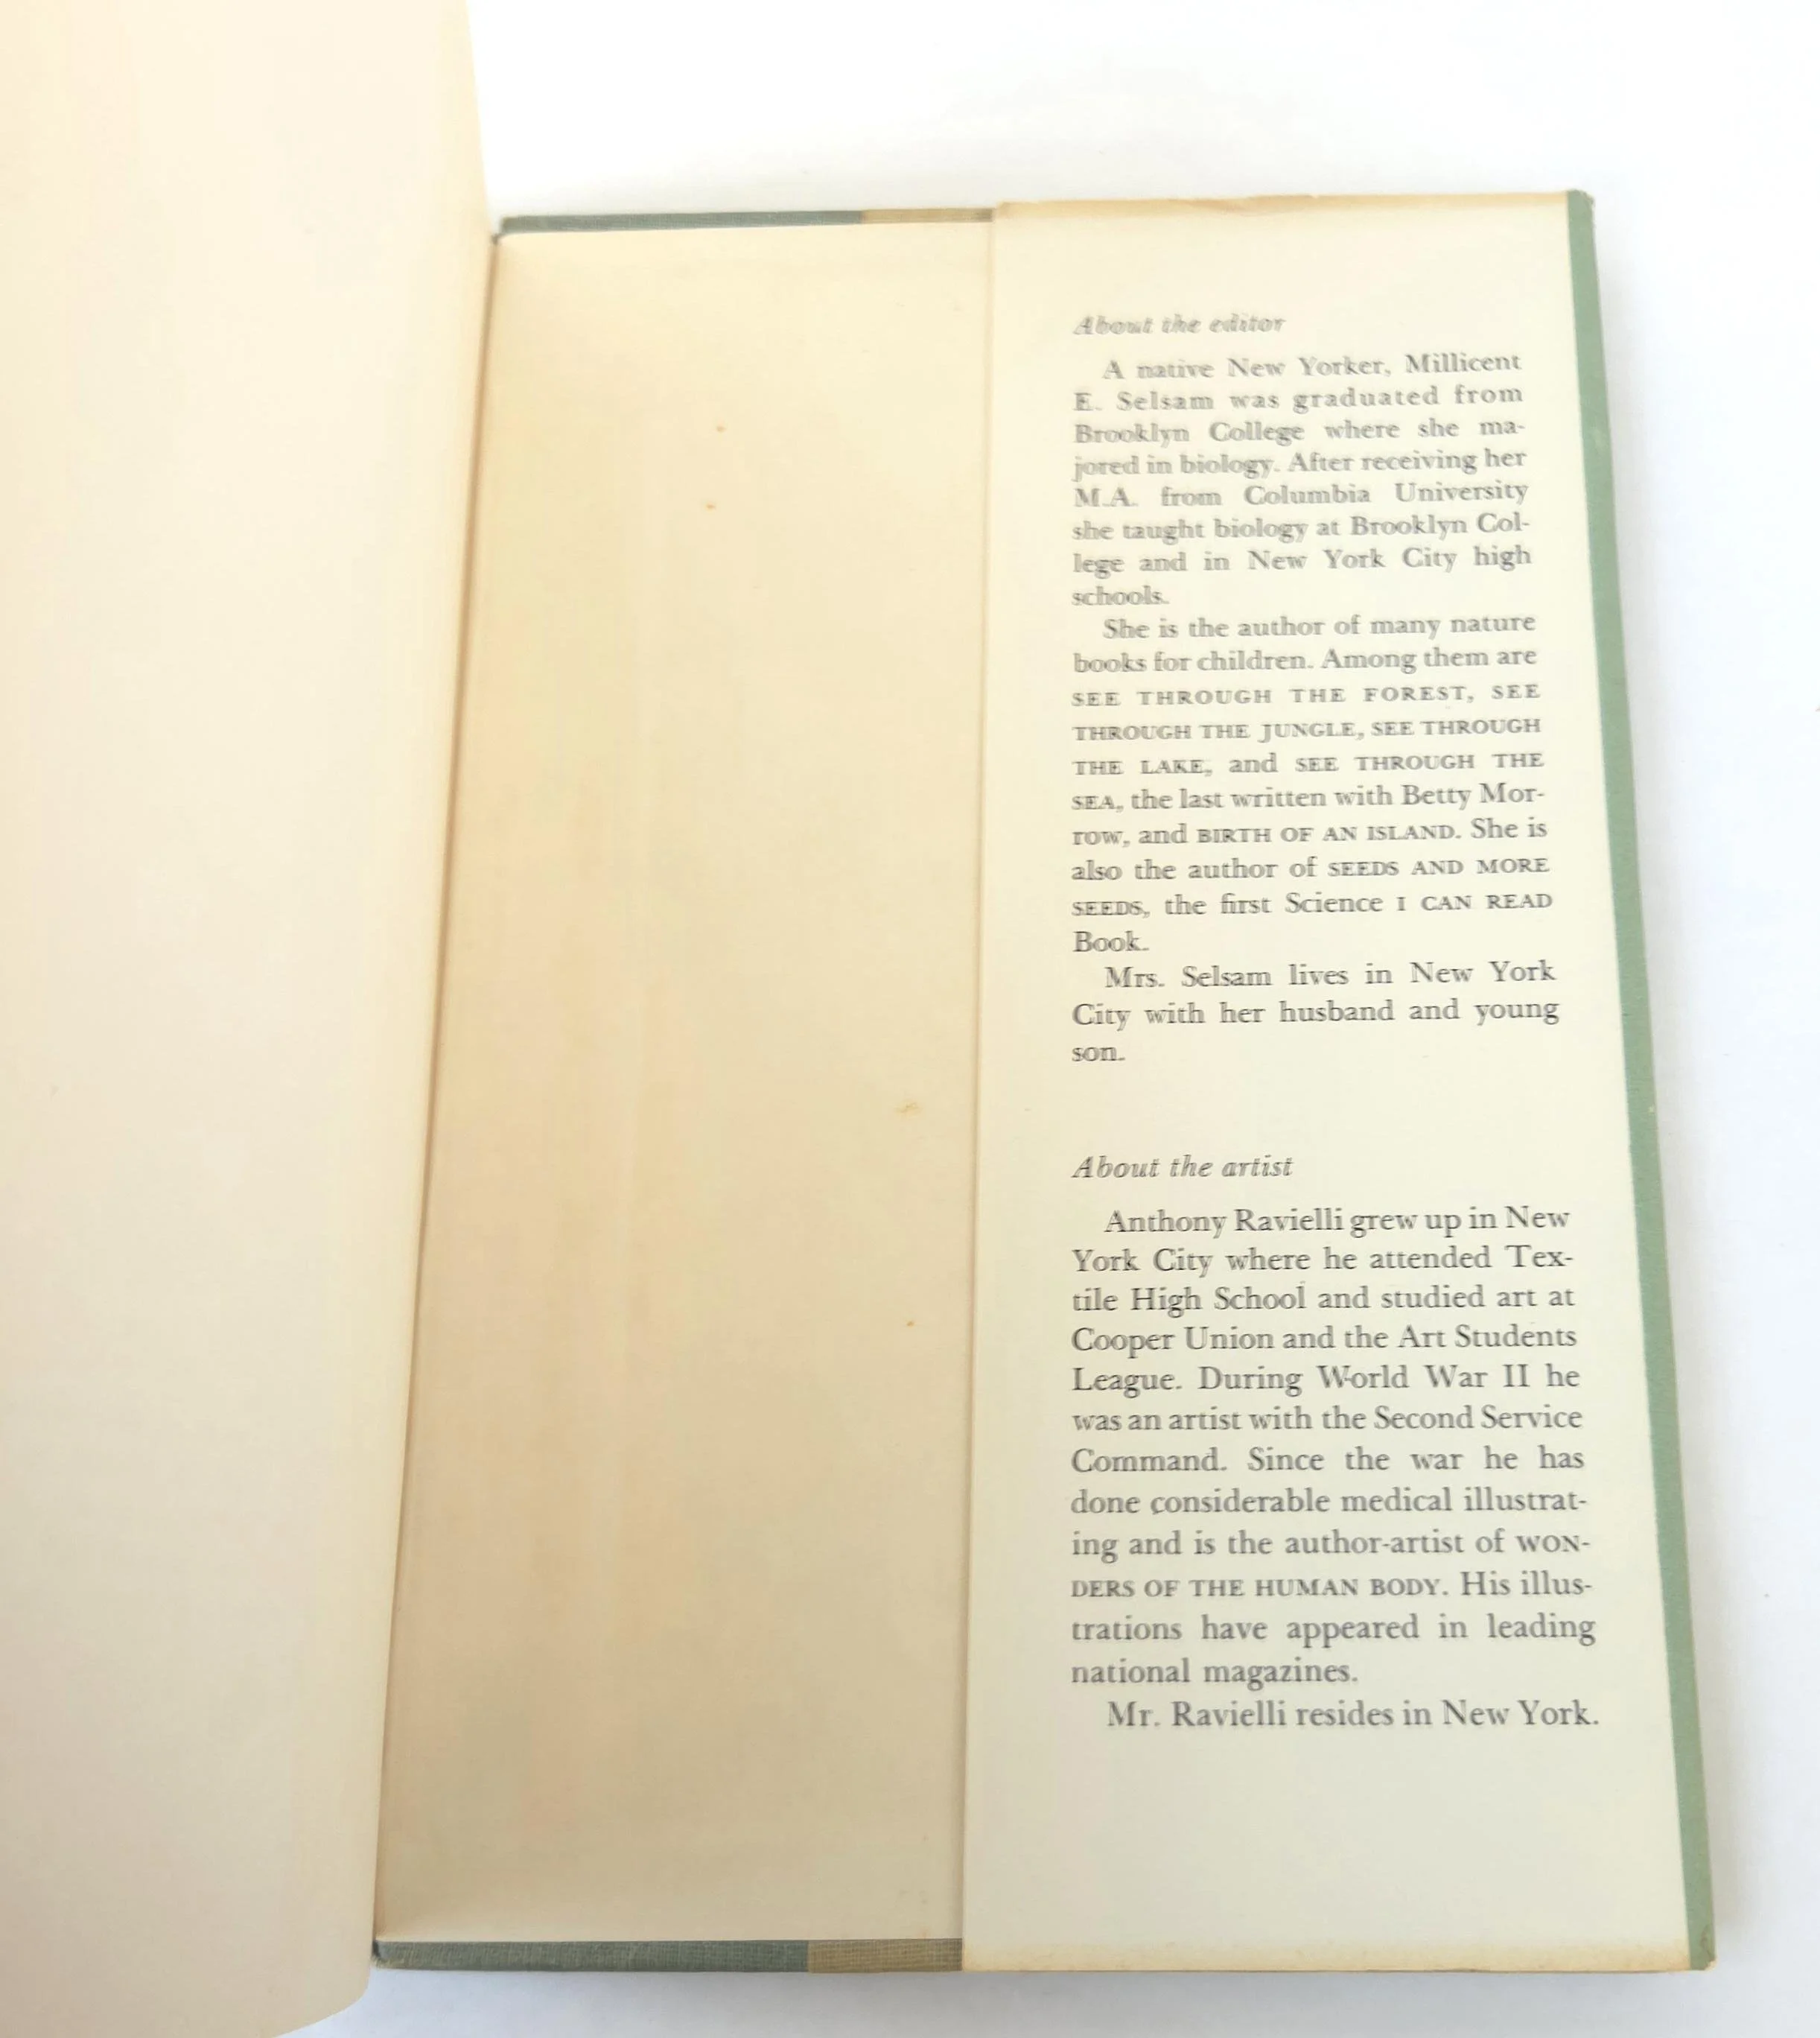 About the editor
A native New Yorker, Millicent
E. Selsam was graduated from
Brooklyn College where she ma-
jored in biology. After receiving her
M.A. from Columbia University
she taught biology at Brooklyn Col-
lege and in New York City high
schools.
She is the author of many nature
books for children. Among them are
SEE THROUGH THE FOREST, SEE
THROUGH THE JUNGLE, SEE THROUGH
THE LAKE, and SEE THROUGH THE
SEA, the last written with Betty Mor-
row, and BIRTH OF AN ISLAND. She is
also the author of SEEDS AND MORE
SEEDS, the first Science I CAN READ
Book.
Mrs. Selsam lives in New York
City with her husband and young
son.
About the artist
Anthony Ravielli grew up in New
York City where he attended Tex-
tile High School and studied art at
Cooper Union and the Art Students
League. During World War II he
was an artist with the Second Service
Command. Since the war he has
done considerable medical illustrat-
ing and is the author-artist of WON-
DERS OF THE HUMAN BODY. His illus-
trations have appeared in leading
national magazines.
Mr. Ravielli resides in New York.